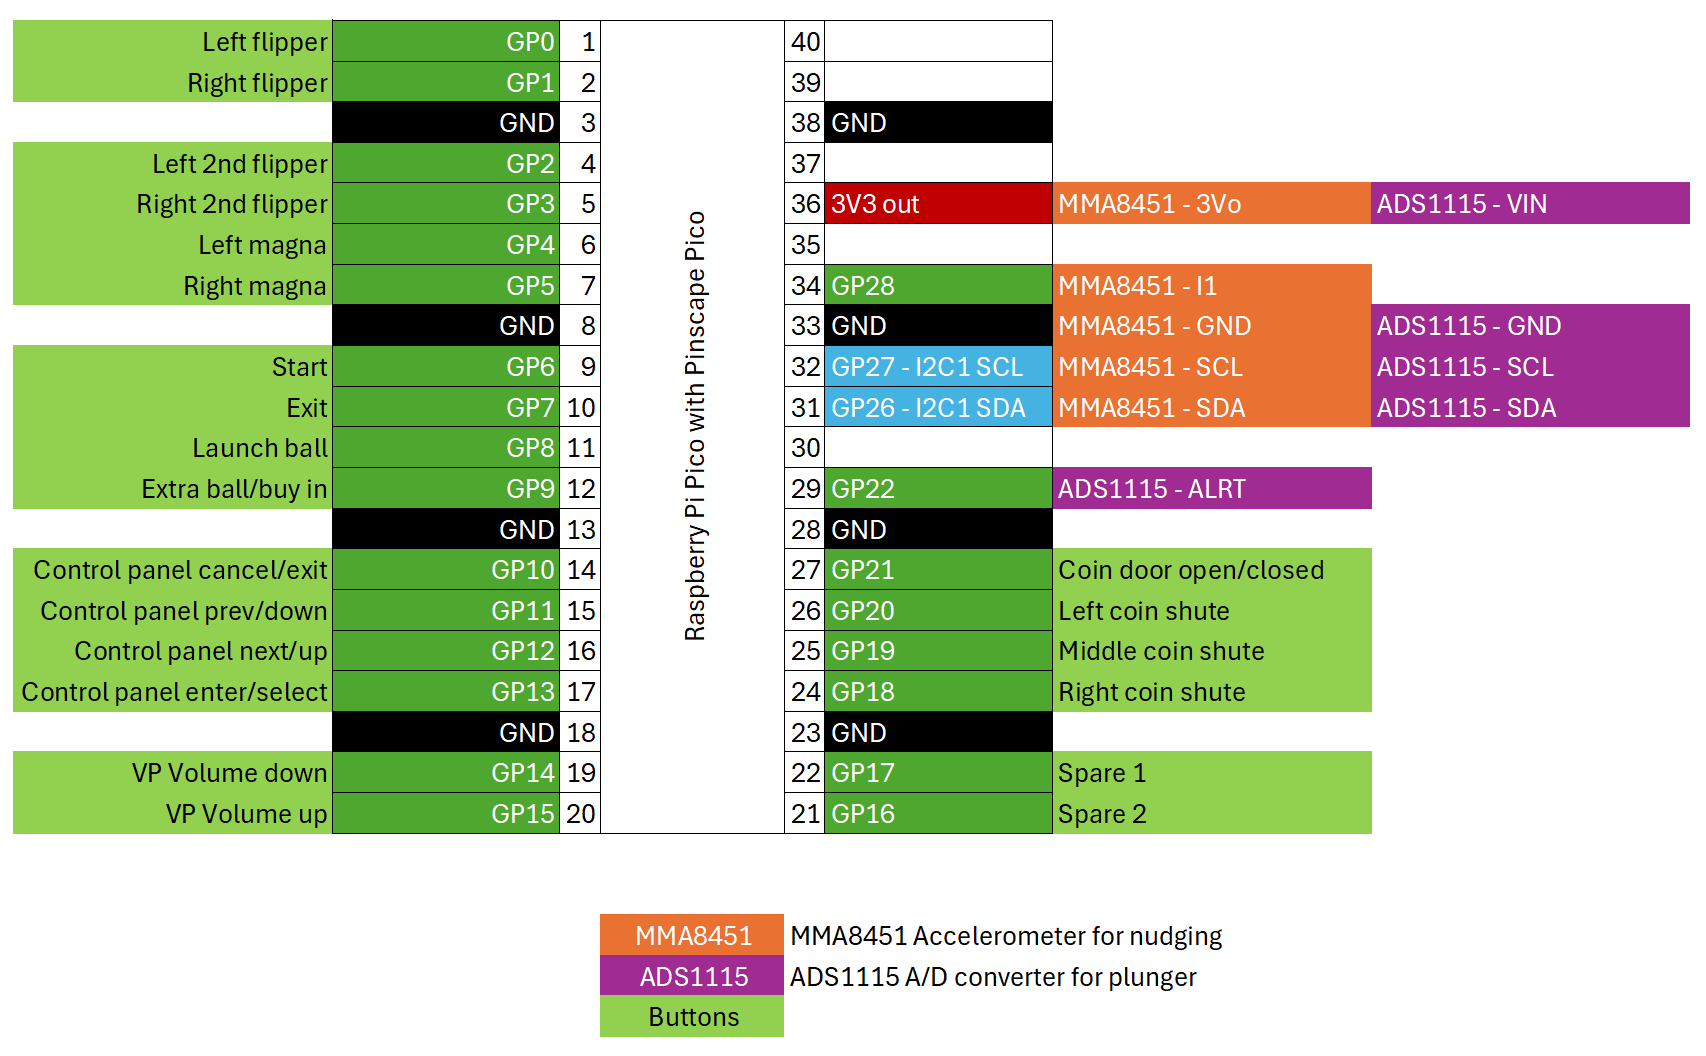 Left flipper GP0 1 40
Right flipper GP1 2 39
GND 3 38 GND
Left 2nd flipper GP2 4 37
Right 2nd flipper GP3 5 36 3V3 out MMA8451 - 3Vo ADS1115 - VIN
Left magna GP4 6 35
Right magna GP5 7 34 GP28 MMA8451 - I1
GND 8 33 GND MMA8451 - GND ADS1115 - GND
Start GP6 9 32 GP27 - I2C1 SCL MMA8451 - SCL ADS1115 - SCL
Exit GP7 10 31 GP26 - I2C1 SDA MMA8451 - SDA ADS1115 - SDA
Launch ball GP8 11 30
Extra ball/buy in GP9 12 29 GP22 ADS1115 - ALRT
GND 13 28 GND
Control panel cancel/exit GP10 14 27 GP21 Coin door open/closed
Control panel prev/down GP11 15 26 GP20 Left coin shute
Control panel next/up GP12 16 25 GP19 Middle coin shute
Control panel enter/select GP13 17 24 GP18 Right coin shute
GND 18 23 GND
VP Volume down GP14 19 22 GP17 Spare 1
VP Volume up GP15 20 21 GP16 Spare 2
Raspberry Pi Pico with Pinscape Pico
MMA8451 MMA8451 Accelerometer for nudging
ADS1115 ADS1115 A/D converter for plunger
Buttons